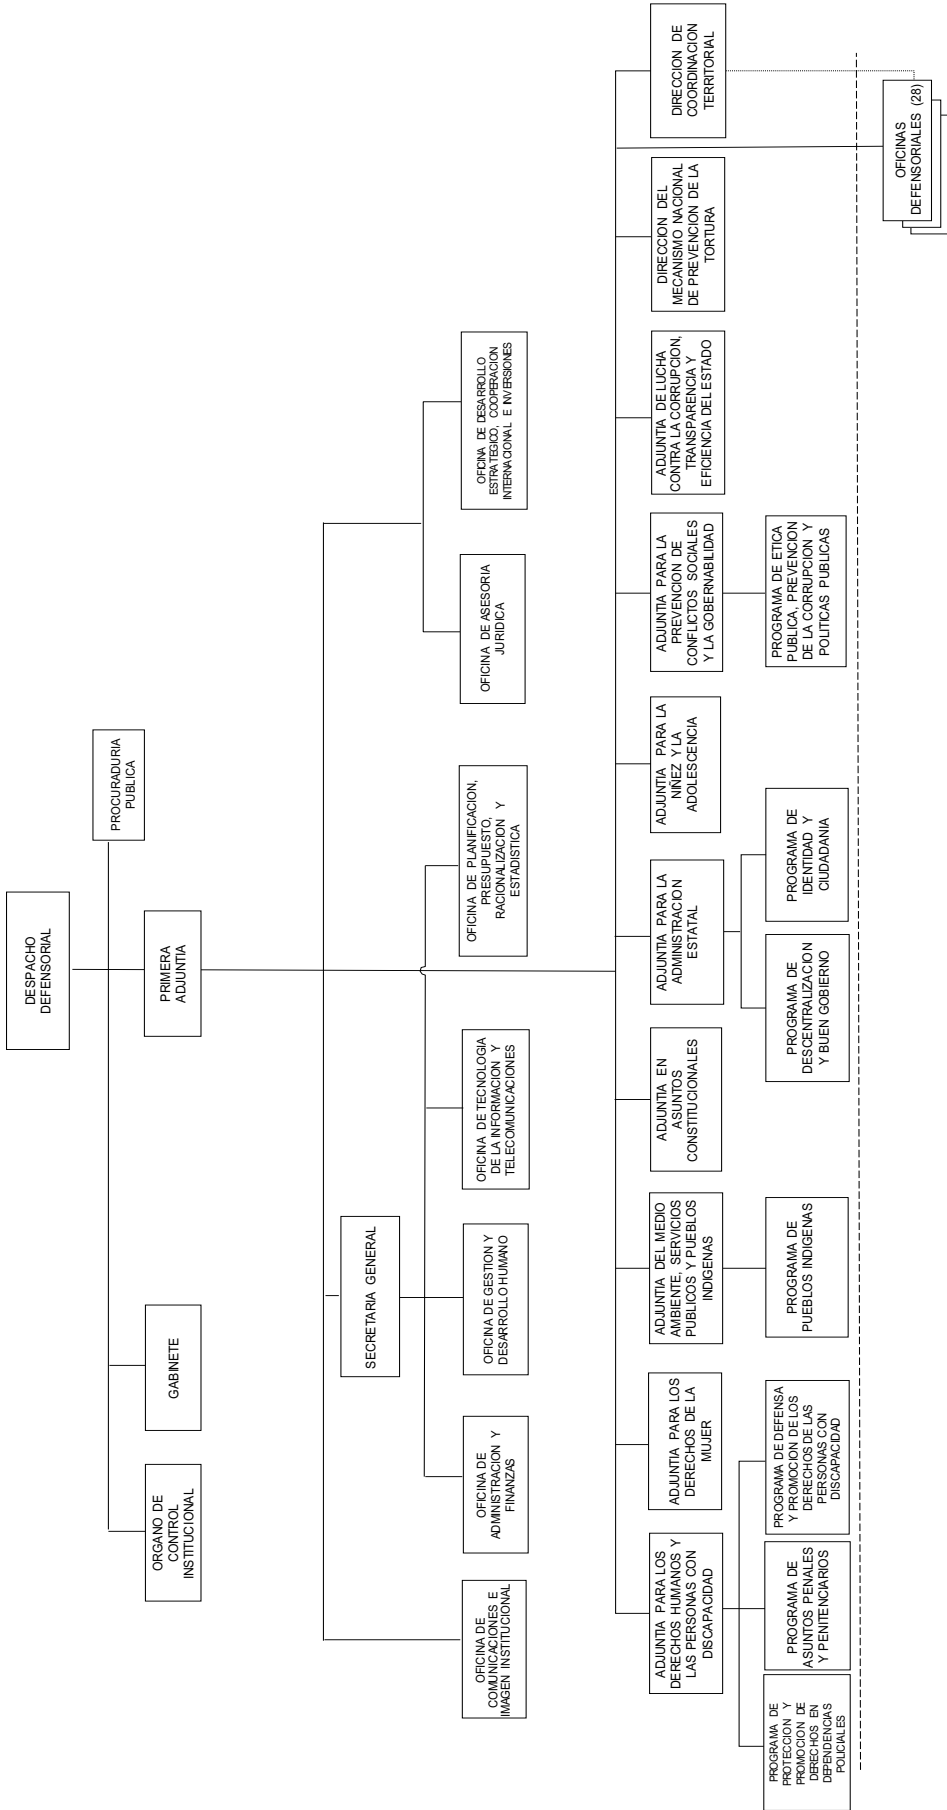 DESPACHO
DEFENSORIAL
PROCURADURIA
PUBLICA
ORGANO DE
CONTROL
INSTITUCIONAL
GABINETE
PRIMERA
ADJUNTIA
SECRETARIA GENERAL
OFICINA DE
COMUNICACIONES E
IMAGEN INSTITUCIONAL
OFICINA DE
ADMINISTRACION Y
FINANZAS
OFICINA DE GESTION Y
DESARROLLO HUMANO
OFICINA DE TECNOLOGIA
DE LA INFORMACION Y
TELECOMUNICACIONES
OFICINA DE PLANIFICACION,
PRESUPUESTO,
RACIONALIZACION Y
ESTADISTICA
OFICINA DE ASESORIA
JURIDICA
OFICINA DE DESARROLLO
ESTRATEGICO, COOPERACION
INTERNACIONAL E INVERSIONES
ADJUNTIA PARA LOS
DERECHOS HUMANOS Y
LAS PERSONAS CON
DISCAPACIDAD
ADJUNTIA PARA LOS
DERECHOS DE LA
MUJER
ADJUNTIA DEL MEDIO
AMBIENTE, SERVICIOS
PUBLICOS Y PUEBLOS
INDIGENAS
ADJUNTIA EN
ASUNTOS
CONSTITUCIONALES
ADJUNTIA PARA LA
ADMINISTRACION
ESTATAL
ADJUNTIA PARA LA
NIÑEZ Y LA
ADOLESCENCIA
ADJUNTIA PARA LA
PREVENCION DE
CONFLICTOS SOCIALES
Y LA GOBERNABILIDAD
ADJUNTIA DE LUCHA
CONTRA LA CORRUPCION,
TRANSPARENCIA Y
EFICIENCIA DEL ESTADO
DIRECCION DEL
MECANISMO NACIONAL
DE PREVENCION DE LA
TORTURA
DIRECCION DE
COORDINACION
TERRITORIAL
PROGRAMA DE
PROTECCION Y
PROMOCION DE
DERECHOS EN
DEPENDENCIAS
POLICIALES
PROGRAMA DE
ASUNTOS PENALES
Y PENITENCIARIOS
PROGRAMA DE DEFENSA
Y PROMOCION DE LOS
DERECHOS DE LAS
PERSONAS CON
DISCAPACIDAD
PROGRAMA DE
PUEBLOS INDIGENAS
PROGRAMA DE
DESCENTRALIZACION
Y BUEN GOBIERNO
PROGRAMA DE
IDENTIDAD Y
CIUDADANIA
PROGRAMA DE ETICA
PUBLICA, PREVENCION
DE LA CORRUPCION Y
POLITICAS PUBLICAS
OFICINAS
DEFENSORIALES (28)